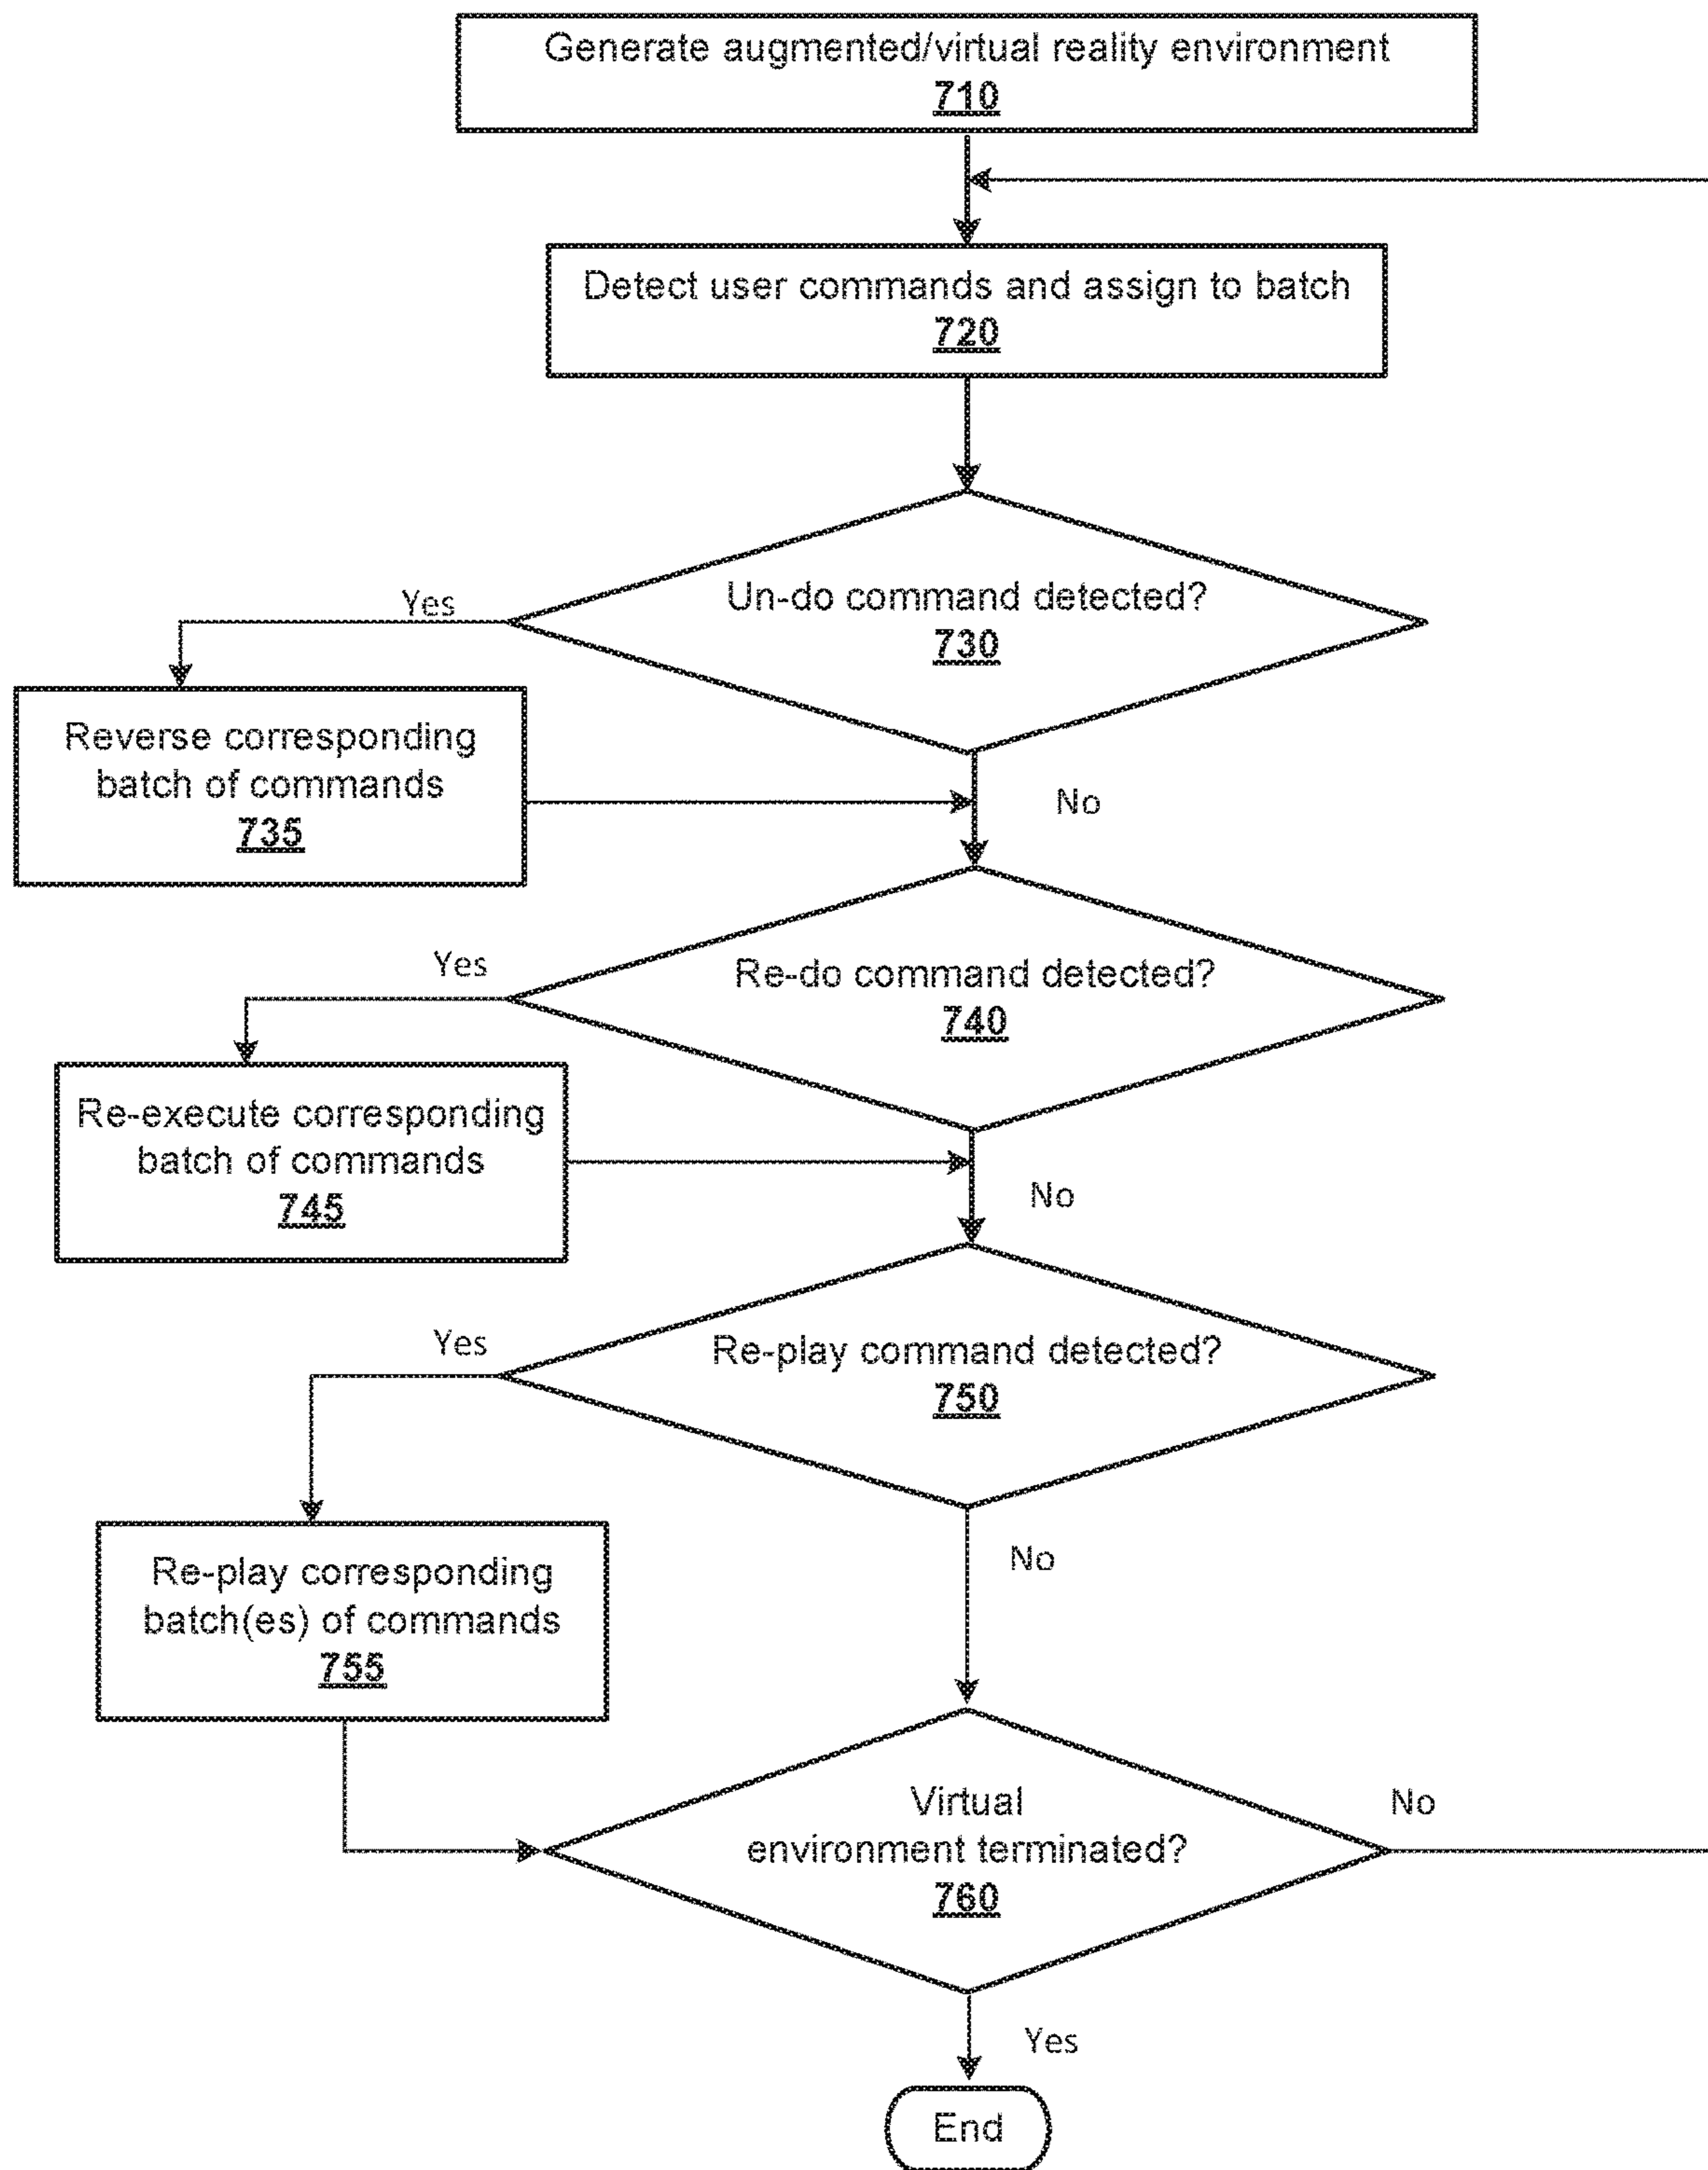 Generate augmented/virtual reality environment
710
Detect user commands and assign to batch
720
Un-do command detected?
730
Yes
No
Reverse corresponding
batch of commands
735
Re-do command detected?
740
Yes
No
Re-execute corresponding
batch of commands
745
Re-play command detected?
750
Yes
No
Re-play corresponding
batch(es) of commands
755
Virtual
environment terminated?
760
No
Yes
End